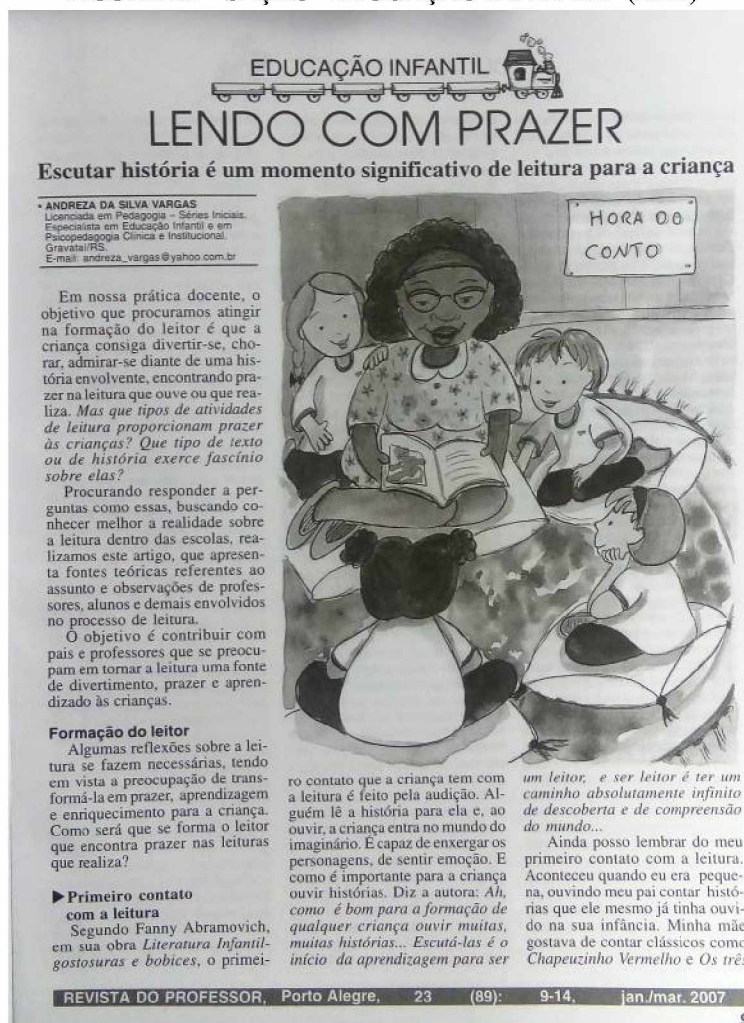 EDUCAÇÃO INFANTIL
LENDO COM PRAZER
Escutar história é um momento significativo de leitura para a criança
• ANDREZA DA SILVA VARGAS
Licenciada em Pedagogia – Séries Iniciais.
Especialista em Educação Infantil e em
Psicopedagogia Clínica e Institucional.
Gravataí/RS.
E-mail: andreza_vargas@yahoo.com.br
HORA DO
CONTO
Em nossa prática docente, o
objetivo que procuramos atingir
na formação do leitor é que a
criança consiga divertir-se, cho-
rar, admirar-se diante de uma his-
tória envolvente, encontrando pra-
zer na leitura que ouve ou que rea-
liza. Mas que tipos de atividades
de leitura proporcionam prazer
às crianças? Que tipo de texto
ou de história exerce fascínio
sobre elas?
Procurando responder a per-
guntas como essas, buscando co-
nhecer melhor a realidade sobre
a leitura dentro das escolas, rea-
lizamos este artigo, que apresen-
ta fontes teóricas referentes ao
assunto e observações de profes-
sores, alunos e demais envolvidos
no processo de leitura.
O objetivo é contribuir com
pais e professores que se preocu-
pam em tornar a leitura uma fonte
de divertimento, prazer e apren-
dizado às crianças.
Formação do leitor
Algumas reflexões sobre a lei-
tura se fazem necessárias, tendo
em vista a preocupação de trans-
formá-la em prazer, aprendizagem
e enriquecimento para a criança.
Como será que se forma o leitor
que encontra prazer nas leituras
que realiza?
▶Primeiro contato
com a leitura
Segundo Fanny Abramovich,
em sua obra Literatura Infantil-
gostosuras e bobices, o primei-
ro contato que a criança tem com
a leitura é feito pela audição. Al-
guém lê a história para ela e, ao
ouvir, a criança entra no mundo do
imaginário. É capaz de enxergar os
personagens, de sentir emoção. E
como é importante para a criança
ouvir histórias. Diz a autora: Ah,
como é bom para a formação de
qualquer criança ouvir muitas,
muitas histórias... Escutá-las é o
início da aprendizagem para ser
um leitor, e ser leitor é ter um
caminho absolutamente infinito
de descoberta e de compreensão
do mundo...
Ainda posso lembrar do meu
primeiro contato com a leitura.
Aconteceu quando eu era peque-
na, ouvindo meu pai contar histó-
rias que ele mesmo já tinha ouvi-
do na sua infância. Minha mãe
gostava de contar clássicos como
Chapeuzinho Vermelho e Os três
REVISTA DO PROFESSOR, Porto Alegre, 23 (89): 9-14, jan./mar. 2007